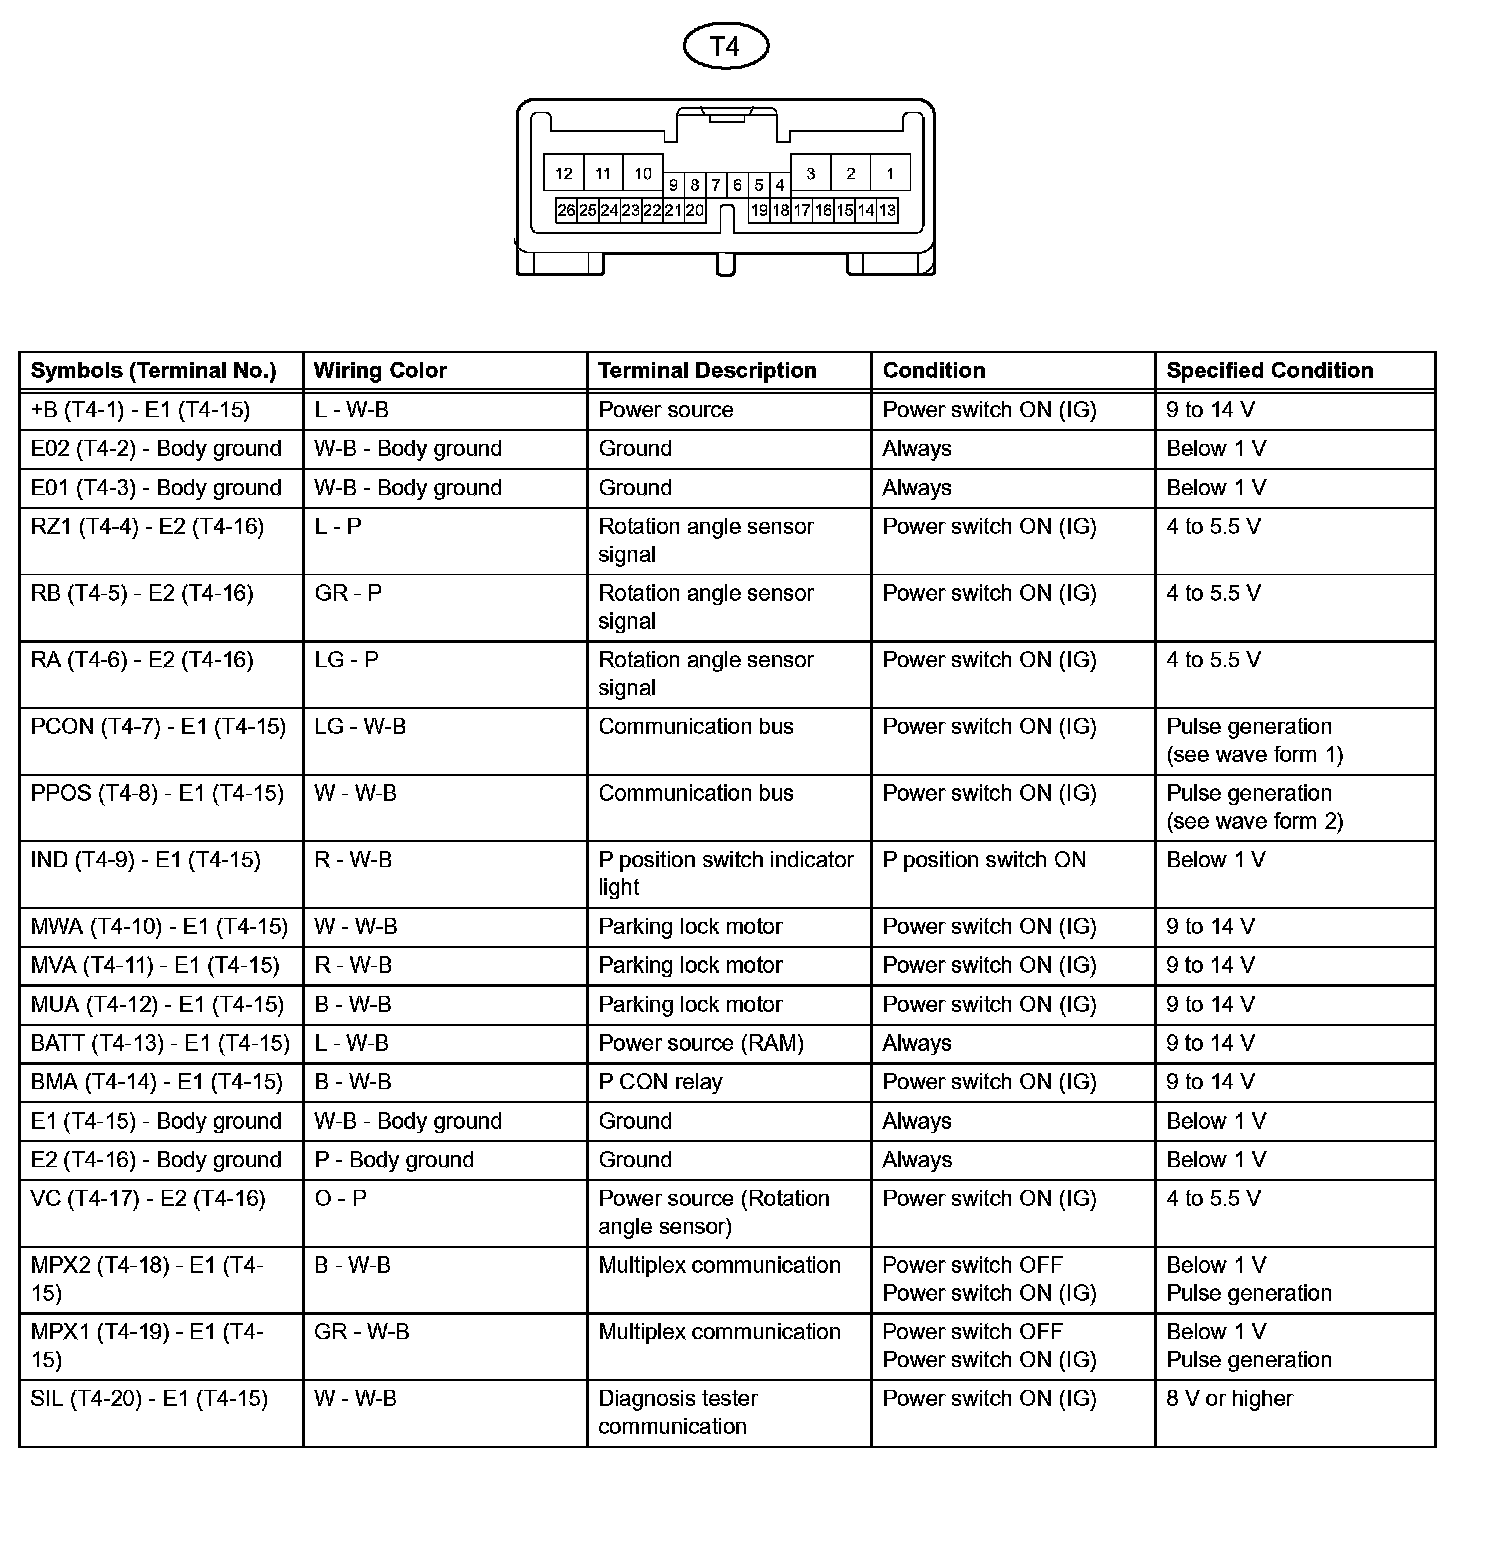 T4
12 11 10 9 8 7 6 5 4 3 2 1
26 25 24 23 22 21 20 19 18 17 16 15 14 13
Symbols (Terminal No.) Wiring Color Terminal Description Condition Specified Condition
+B (T4-1) - E1 (T4-15) L - W-B Power source Power switch ON (IG) 9 to 14 V
E02 (T4-2) - Body ground W-B - Body ground Ground Always Below 1 V
E01 (T4-3) - Body ground W-B - Body ground Ground Always Below 1 V
RZ1 (T4-4) - E2 (T4-16) L - P Rotation angle sensor Power switch ON (IG) 4 to 5.5 V
signal
RB (T4-5) - E2 (T4-16) GR - P Rotation angle sensor Power switch ON (IG) 4 to 5.5 V
signal
RA (T4-6) - E2 (T4-16) LG - P Rotation angle sensor Power switch ON (IG) 4 to 5.5 V
signal
PCON (T4-7) - E1 (T4-15) LG - W-B Communication bus Power switch ON (IG) Pulse generation
(see wave form 1)
PPOS (T4-8) - E1 (T4-15) W - W-B Communication bus Power switch ON (IG) Pulse generation
(see wave form 2)
IND (T4-9) - E1 (T4-15) R - W-B P position switch indicator P position switch ON Below 1 V
light
MWA (T4-10) - E1 (T4-15) W - W-B Parking lock motor Power switch ON (IG) 9 to 14 V
MVA (T4-11) - E1 (T4-15) R - W-B Parking lock motor Power switch ON (IG) 9 to 14 V
MUA (T4-12) - E1 (T4-15) B - W-B Parking lock motor Power switch ON (IG) 9 to 14 V
BATT (T4-13) - E1 (T4-15) L - W-B Power source (RAM) Always 9 to 14 V
BMA (T4-14) - E1 (T4-15) B - W-B P CON relay Power switch ON (IG) 9 to 14 V
E1 (T4-15) - Body ground W-B - Body ground Ground Always Below 1 V
E2 (T4-16) - Body ground P - Body ground Ground Always Below 1 V
VC (T4-17) - E2 (T4-16) O - P Power source (Rotation Power switch ON (IG) 4 to 5.5 V
angle sensor)
MPX2 (T4-18) - E1 (T4- B - W-B Multiplex communication Power switch OFF Below 1 V
15) Power switch ON (IG) Pulse generation
MPX1 (T4-19) - E1 (T4- GR - W-B Multiplex communication Power switch OFF Below 1 V
15) Power switch ON (IG) Pulse generation
SIL (T4-20) - E1 (T4-15) W - W-B Diagnosis tester Power switch ON (IG) 8 V or higher
communication